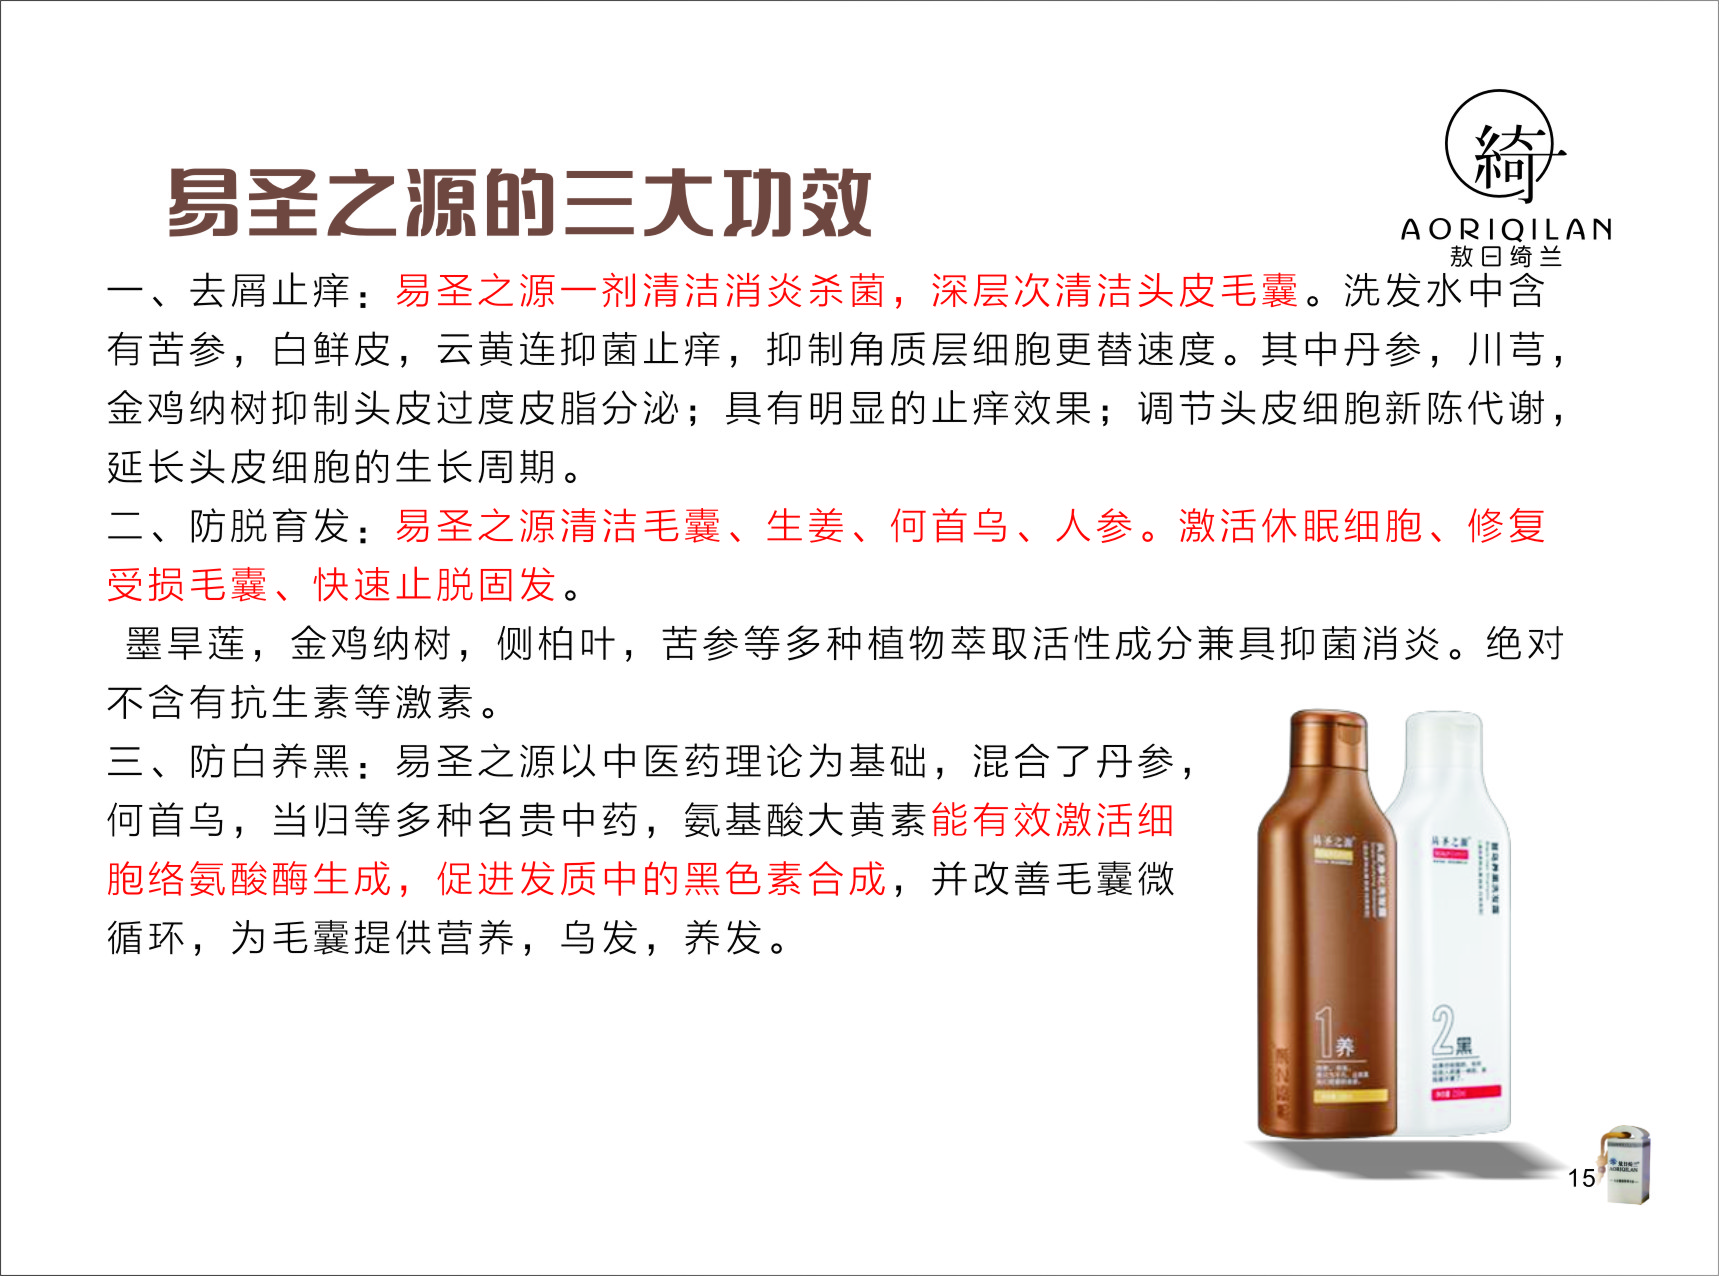 綺
AORIQILAN
敖日绮兰
易圣之源的三大功效
一、去屑止痒：易圣之源一剂清洁消炎杀菌，深层次清洁头皮毛囊。洗发水中含
有苦参，白鲜皮，云黄连抑菌止痒，抑制角质层细胞更替速度。其中丹参，川芎，
金鸡纳树抑制头皮过度皮脂分泌；具有明显的止痒效果；调节头皮细胞新陈代谢，
延长头皮细胞的生长周期。
二、防脱育发：易圣之源清洁毛囊、生姜、何首乌、人参。激活休眠细胞、修复
受损毛囊、快速止脱固发。
墨旱莲，金鸡纳树，侧柏叶，苦参等多种植物萃取活性成分兼具抑菌消炎。绝对
不含有抗生素等激素。
三、防白养黑：易圣之源以中医药理论为基础，混合了丹参，
何首乌，当归等多种名贵中药，氨基酸大黄素能有效激活细
胞络氨酸酶生成，促进发质中的黑色素合成，并改善毛囊微
循环，为毛囊提供营养，乌发，养发。
1养
2黑
15
AORIQILAN